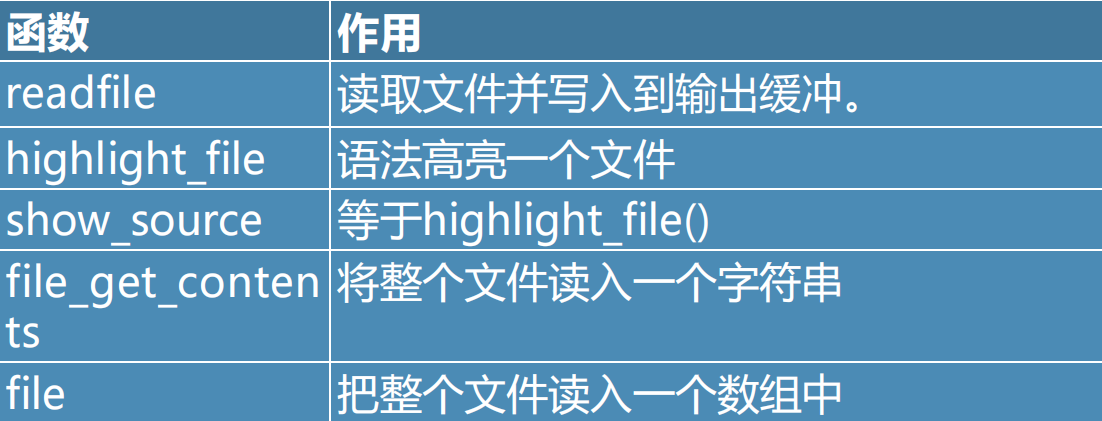 函数 作用
readfile 读取文件并写入到输出缓冲。
highlight_file 语法高亮一个文件
show_source 等于highlight_file()
file_get_conten 将整个文件读入一个字符串
ts
file 把整个文件读入一个数组中